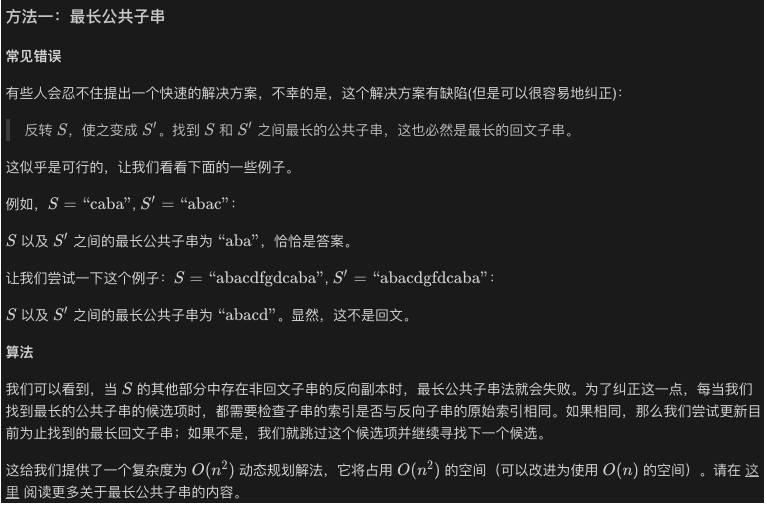 方法一：最长公共子串
常见错误
有些人会忍不住提出一个快速的解决方案，不幸的是，这个解决方案有缺陷(但是可以很容易地纠正)：
反转 S，使之变成 S′。找到 S 和 S′ 之间最长的公共子串，这也必然是最长的回文子串。
这似乎是可行的，让我们看看下面的一些例子。
例如，S = “caba”, S′ = “abac”：
S 以及 S′ 之间的最长公共子串为 “aba”，恰恰是答案。
让我们尝试一下这个例子：S = “abacdfgdcaba”, S′ = “abacdgfdcaba”：
S 以及 S′ 之间的最长公共子串为 “abacd”。显然，这不是回文。
算法
我们可以看到，当 S 的其他部分中存在非回文子串的反向副本时，最长公共子串法就会失败。为了纠正这一点，每当我们
找到最长的公共子串的候选项时，都需要检查子串的索引是否与反向子串的原始索引相同。如果相同，那么我们尝试更新目
前为止找到的最长回文子串；如果不是，我们就跳过这个候选项并继续寻找下一个候选。
这给我们提供了一个复杂度为 O(n²) 动态规划解法，它将占用 O(n²) 的空间（可以改进为使用 O(n) 的空间）。请在 这
里 阅读更多关于最长公共子串的内容。